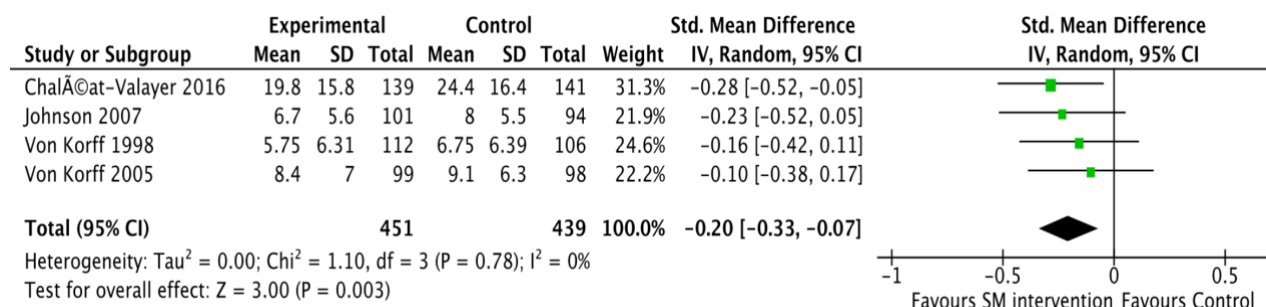 Experimental Control Std. Mean Difference Std. Mean Difference
Study or Subgroup Mean SD Total Mean SD Total Weight IV, Random, 95% CI IV, Random, 95% CI
ChalÃ©at-Valayer 2016 19.8 15.8 139 24.4 16.4 141 31.3% −0.28 [−0.52, −0.05]
Johnson 2007 6.7 5.6 101 8 5.5 94 21.9% −0.23 [−0.52, 0.05]
Von Korff 1998 5.75 6.31 112 6.75 6.39 106 24.6% −0.16 [−0.42, 0.11]
Von Korff 2005 8.4 7 99 9.1 6.3 98 22.2% −0.10 [−0.38, 0.17]
Total (95% CI) 451 439 100.0% −0.20 [−0.33, −0.07]
Heterogeneity: Tau² = 0.00; Chi² = 1.10, df = 3 (P = 0.78); I² = 0%
Test for overall effect: Z = 3.00 (P = 0.003)
−1 −0.5 0 0.5
Favours SM intervention Favours Control